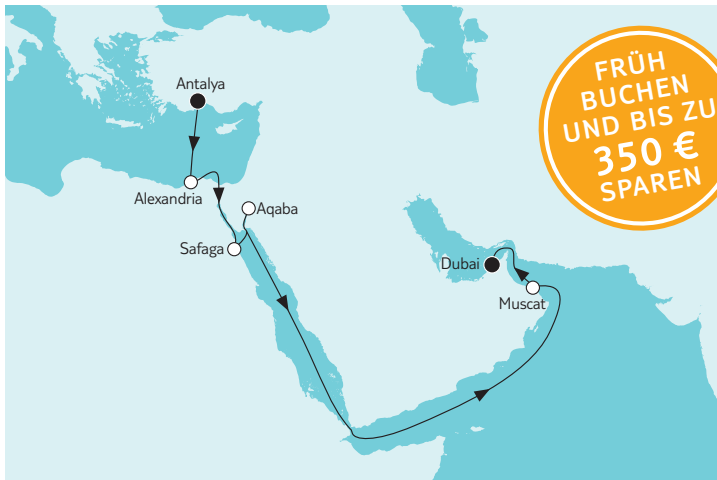 Antalya
Alexandria
Aqaba
Safaga
Dubai
Muscat
FRÜH
BUCHEN
UND BIS ZU
350 €
SPAREN